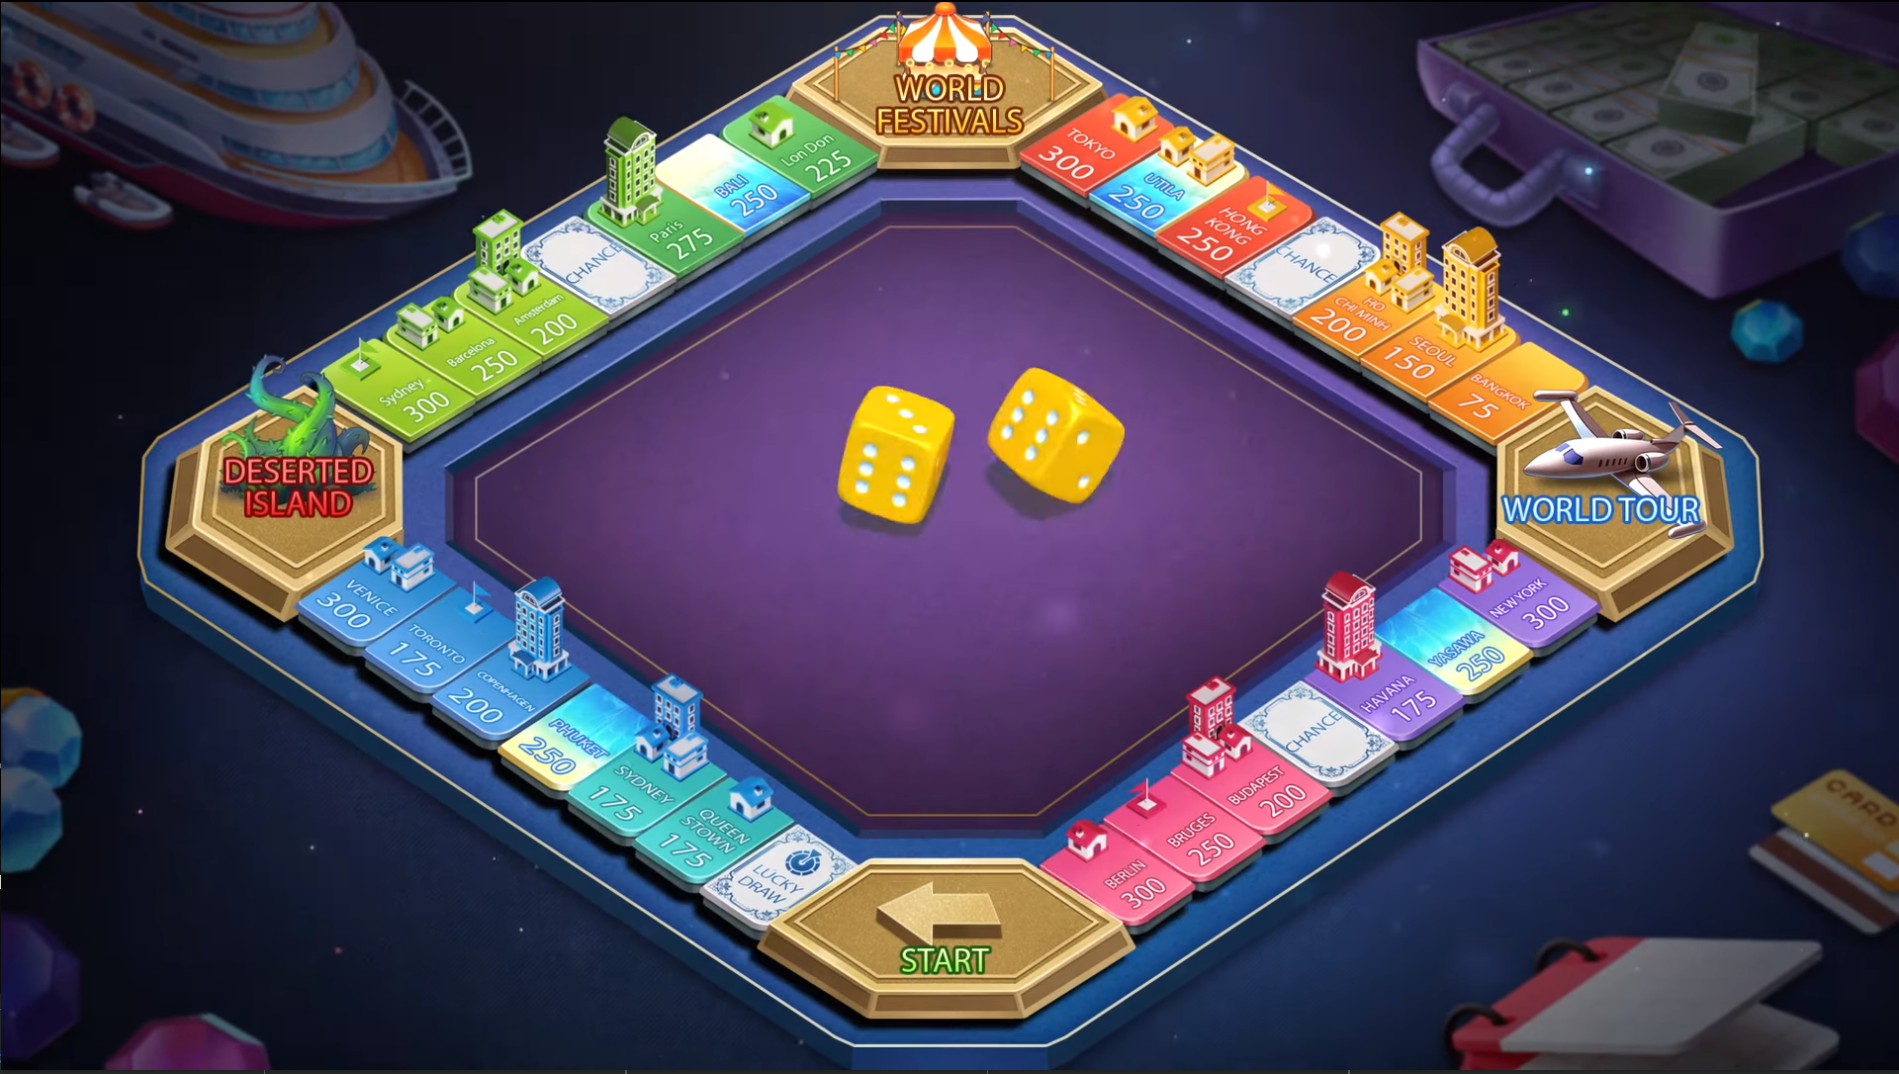 WORLD
FESTIVALS
Lon Don
225
BALI
250
Paris
275
CHANCE
Amsterdam
200
Barcelona
250
Sydney
300
DESERTED
ISLAND
VENICE
300
TORONTO
175
COPENHAGEN
200
PHUKET
250
SYDNEY
175
QUEEN
STOWN
175
LUCKY
DRAW
START
BERLIN
300
BRUGES
250
BUDAPEST
200
CHANCE
HAVANA
175
YASAWA
250
NEW YORK
300
WORLD TOUR
BANGKOK
75
SEOUL
150
HO
CHI MINH
200
CHANCE
HONG
KONG
250
UTILA
250
TOKYO
300
CARD